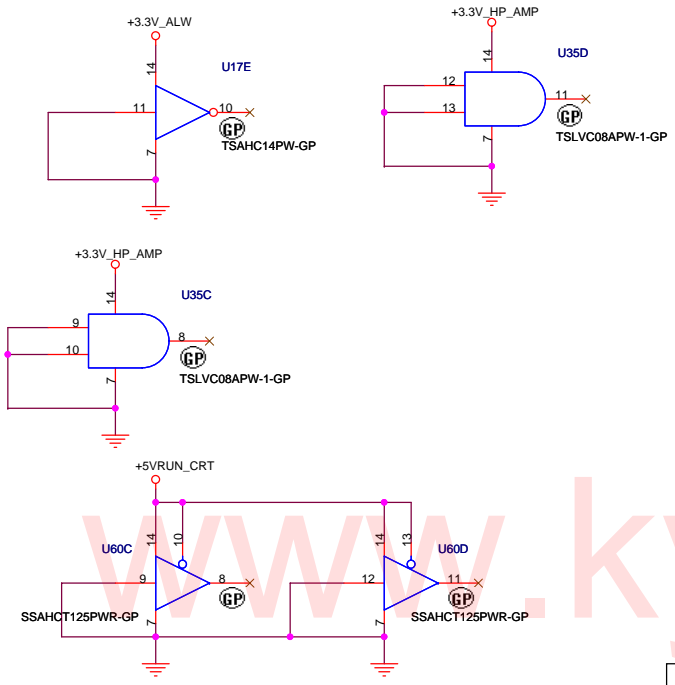 +3.3V_ALW
14
U17E
11
10
GP
TSAHC14PW-GP
7
+3.3V_HP_AMP
14
U35D
12
13
11
GP
TSLVC08APW-1-GP
7
+3.3V_HP_AMP
14
U35C
9
10
8
GP
TSLVC08APW-1-GP
7
+5VRUN_CRT
14
10
U60C
9
8
GP
SSAHCT125PWR-GP
7
14
13
U60D
12
11
GP
SSAHCT125PWR-GP
7
www.k